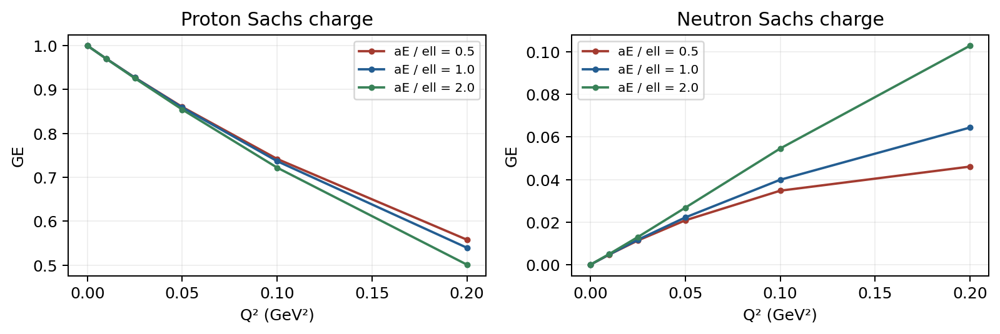 Proton Sachs charge
GE
1.0
0.9
0.8
0.7
0.6
0.5
aE / ell = 0.5
aE / ell = 1.0
aE / ell = 2.0
0.00 0.05 0.10 0.15 0.20
Q² (GeV²)
Neutron Sachs charge
GE
0.10
0.08
0.06
0.04
0.02
0.00
aE / ell = 0.5
aE / ell = 1.0
aE / ell = 2.0
0.00 0.05 0.10 0.15 0.20
Q² (GeV²)